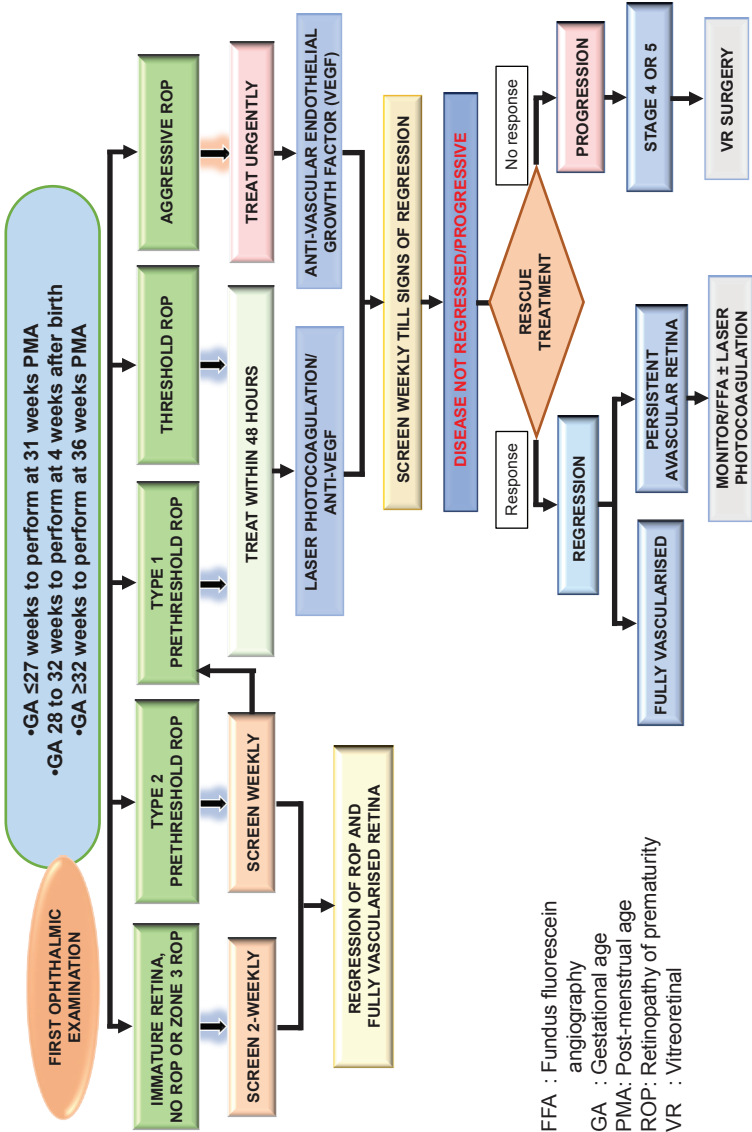 FIRST OPHTHALMIC
EXAMINATION
•GA ≤27 weeks to perform at 31 weeks PMA
•GA 28 to 32 weeks to perform at 4 weeks after birth
•GA ≥32 weeks to perform at 36 weeks PMA
IMMATURE RETINA,
NO ROP OR ZONE 3 ROP
TYPE 2
PRETHRESHOLD ROP
TYPE 1
PRETHRESHOLD ROP
THRESHOLD ROP
AGGRESSIVE ROP
SCREEN 2-WEEKLY
SCREEN WEEKLY
TREAT WITHIN 48 HOURS
TREAT URGENTLY
REGRESSION OF ROP AND
FULLY VASCULARISED RETINA
LASER PHOTOCOAGULATION/
ANTI-VEGF
ANTI-VASCULAR ENDOTHELIAL
GROWTH FACTOR (VEGF)
SCREEN WEEKLY TILL SIGNS OF REGRESSION
DISEASE NOT REGRESSED/PROGRESSIVE
RESCUE
TREATMENT
Response
No response
REGRESSION
PROGRESSION
FULLY VASCULARISED
PERSISTENT
AVASCULAR RETINA
STAGE 4 OR 5
MONITOR/FFA ± LASER
PHOTOCOAGULATION
VR SURGERY
FFA : Fundus fluorescein
angiography
GA : Gestational age
PMA: Post-menstrual age
ROP: Retinopathy of prematurity
VR : Vitreoretinal